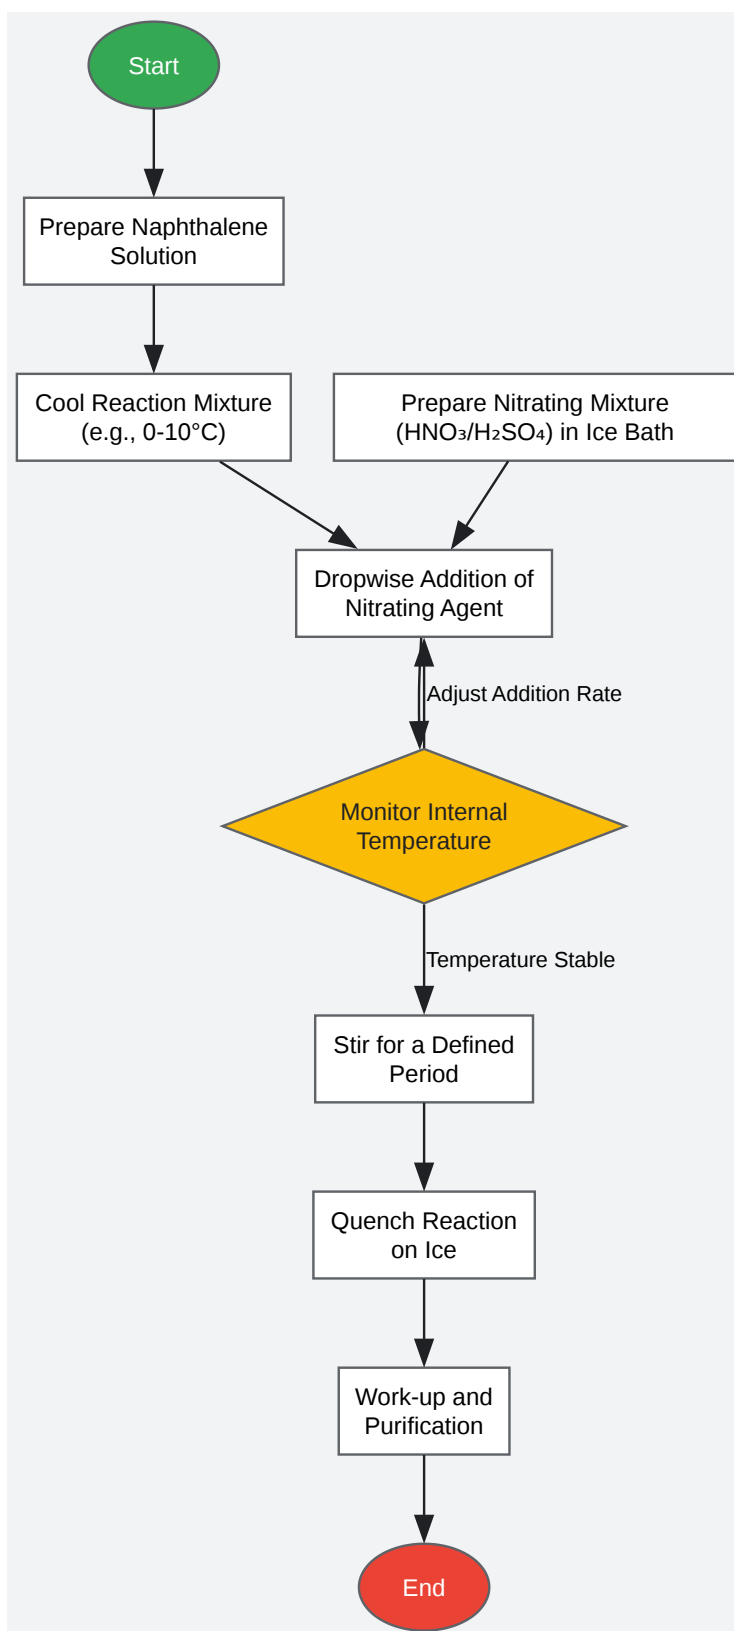 Start
Prepare Naphthalene
Solution
Cool Reaction Mixture
(e.g., 0-10°C)
Prepare Nitrating Mixture
(HNO₃/H₂SO₄) in Ice Bath
Dropwise Addition of
Nitrating Agent
Adjust Addition Rate
Monitor Internal
Temperature
Temperature Stable
Stir for a Defined
Period
Quench Reaction
on Ice
Work-up and
Purification
End